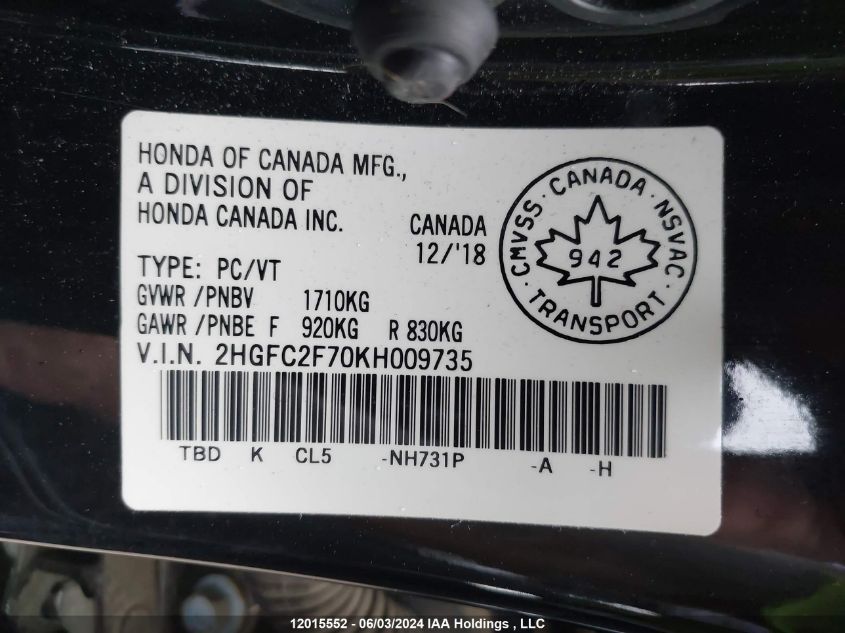 HONDA OF CANADA MFG.,
A DIVISION OF
HONDA CANADA INC.
CANADA
12/'18
TYPE: PC/VT
GVWR /PNBV 1710KG
GAWR /PNBE F 920KG R 830KG
V.I.N. 2HGFC2F70KH009735
TBD K CL5 -NH731P -A -H
CMVSS · CANADA · NSVAC
942
· TRANSPORT ·
12015552 - 06/03/2024 IAA Holdings , LLC